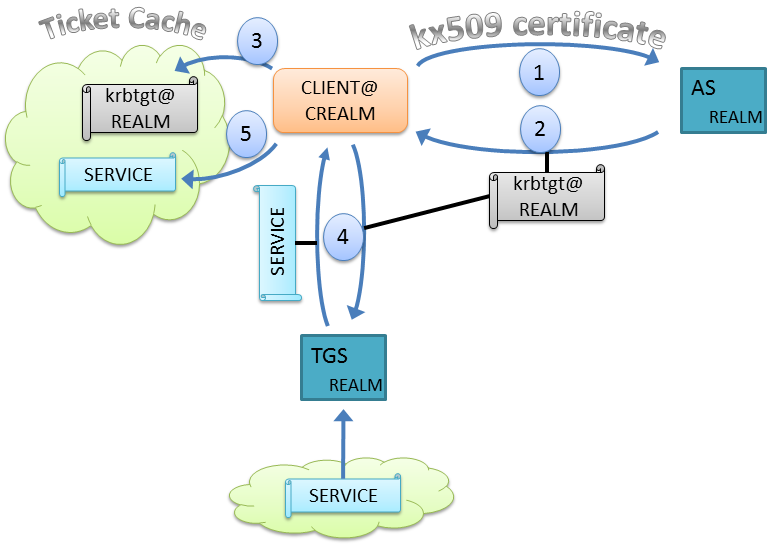 Ticket Cache
kx509 certificate
3
1
CLIENT@
CREALM
AS
REALM
krbtgt@
REALM
5
2
SERVICE
krbtgt@
REALM
SERVICE
4
TGS
REALM
SERVICE